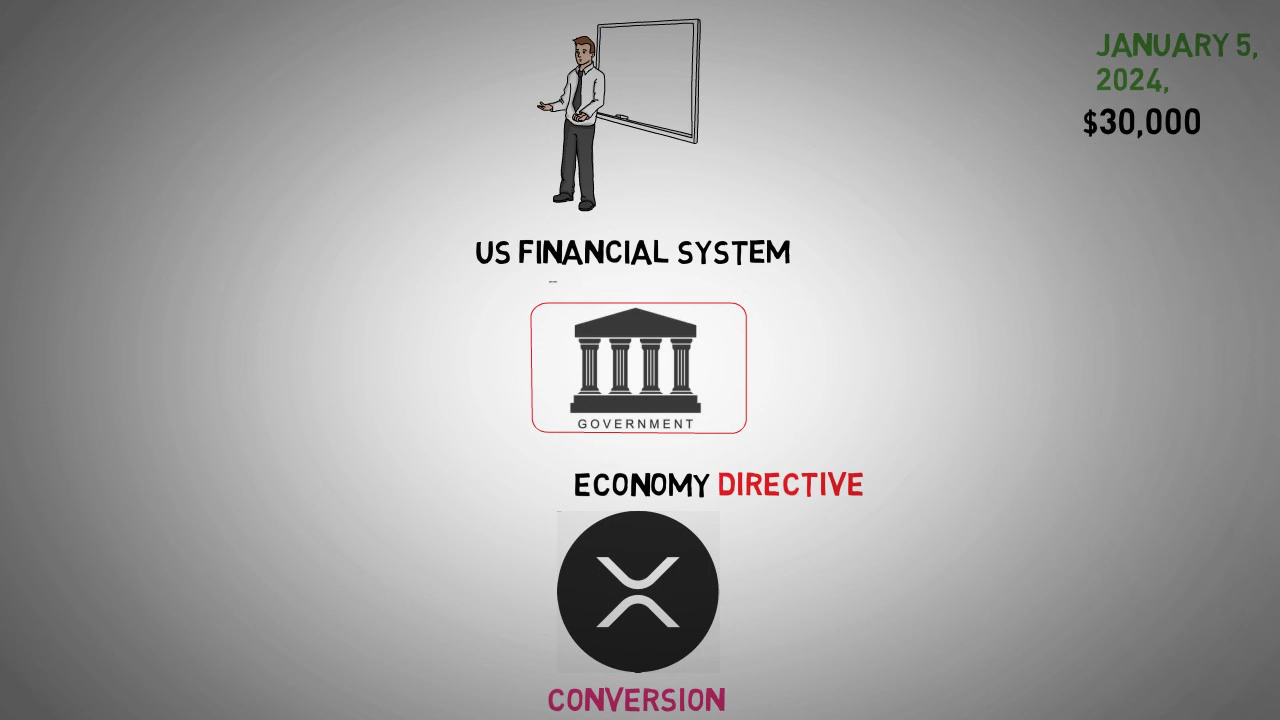 JANUARY 5,
2024,
$30,000
US FINANCIAL SYSTEM
GOVERNMENT
ECONOMY DIRECTIVE
CONVERSION